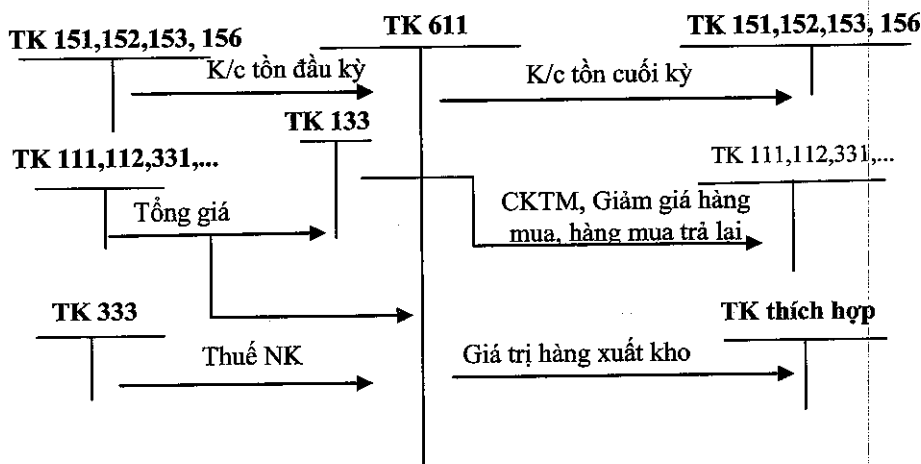 TK 151,152,153, 156
TK 611
TK 151,152,153, 156
K/c tồn đầu kỳ
K/c tồn cuối kỳ
TK 133
TK 111,112,331,...
TK 111,112,331,...
Tổng giá
CKTM, Giảm giá hàng
mua, hàng mua trả lại
TK 333
TK thích hợp
Thuế NK
Giá trị hàng xuất kho